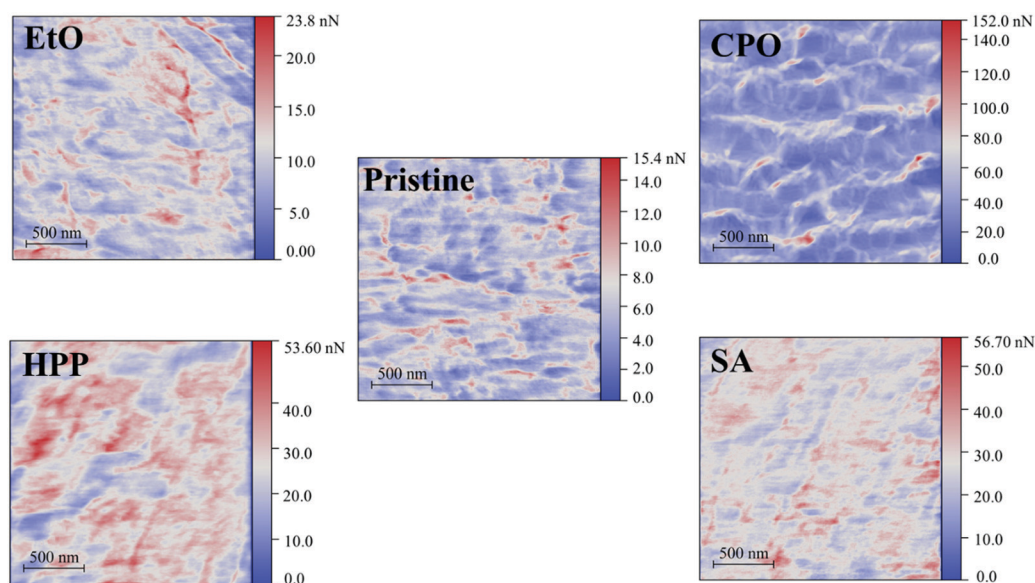 EtO
500 nm
23.8 nN
20.0
15.0
10.0
5.0
0.00
CPO
500 nm
152.0 nN
140.0
120.0
100.0
80.0
60.0
40.0
20.0
0.0
Pristine
500 nm
15.4 nN
14.0
12.0
10.0
8.0
6.0
4.0
2.0
0.0
HPP
500 nm
53.60 nN
40.0
30.0
20.0
10.0
0.0
SA
500 nm
56.70 nN
50.0
40.0
30.0
20.0
10.0
0.0